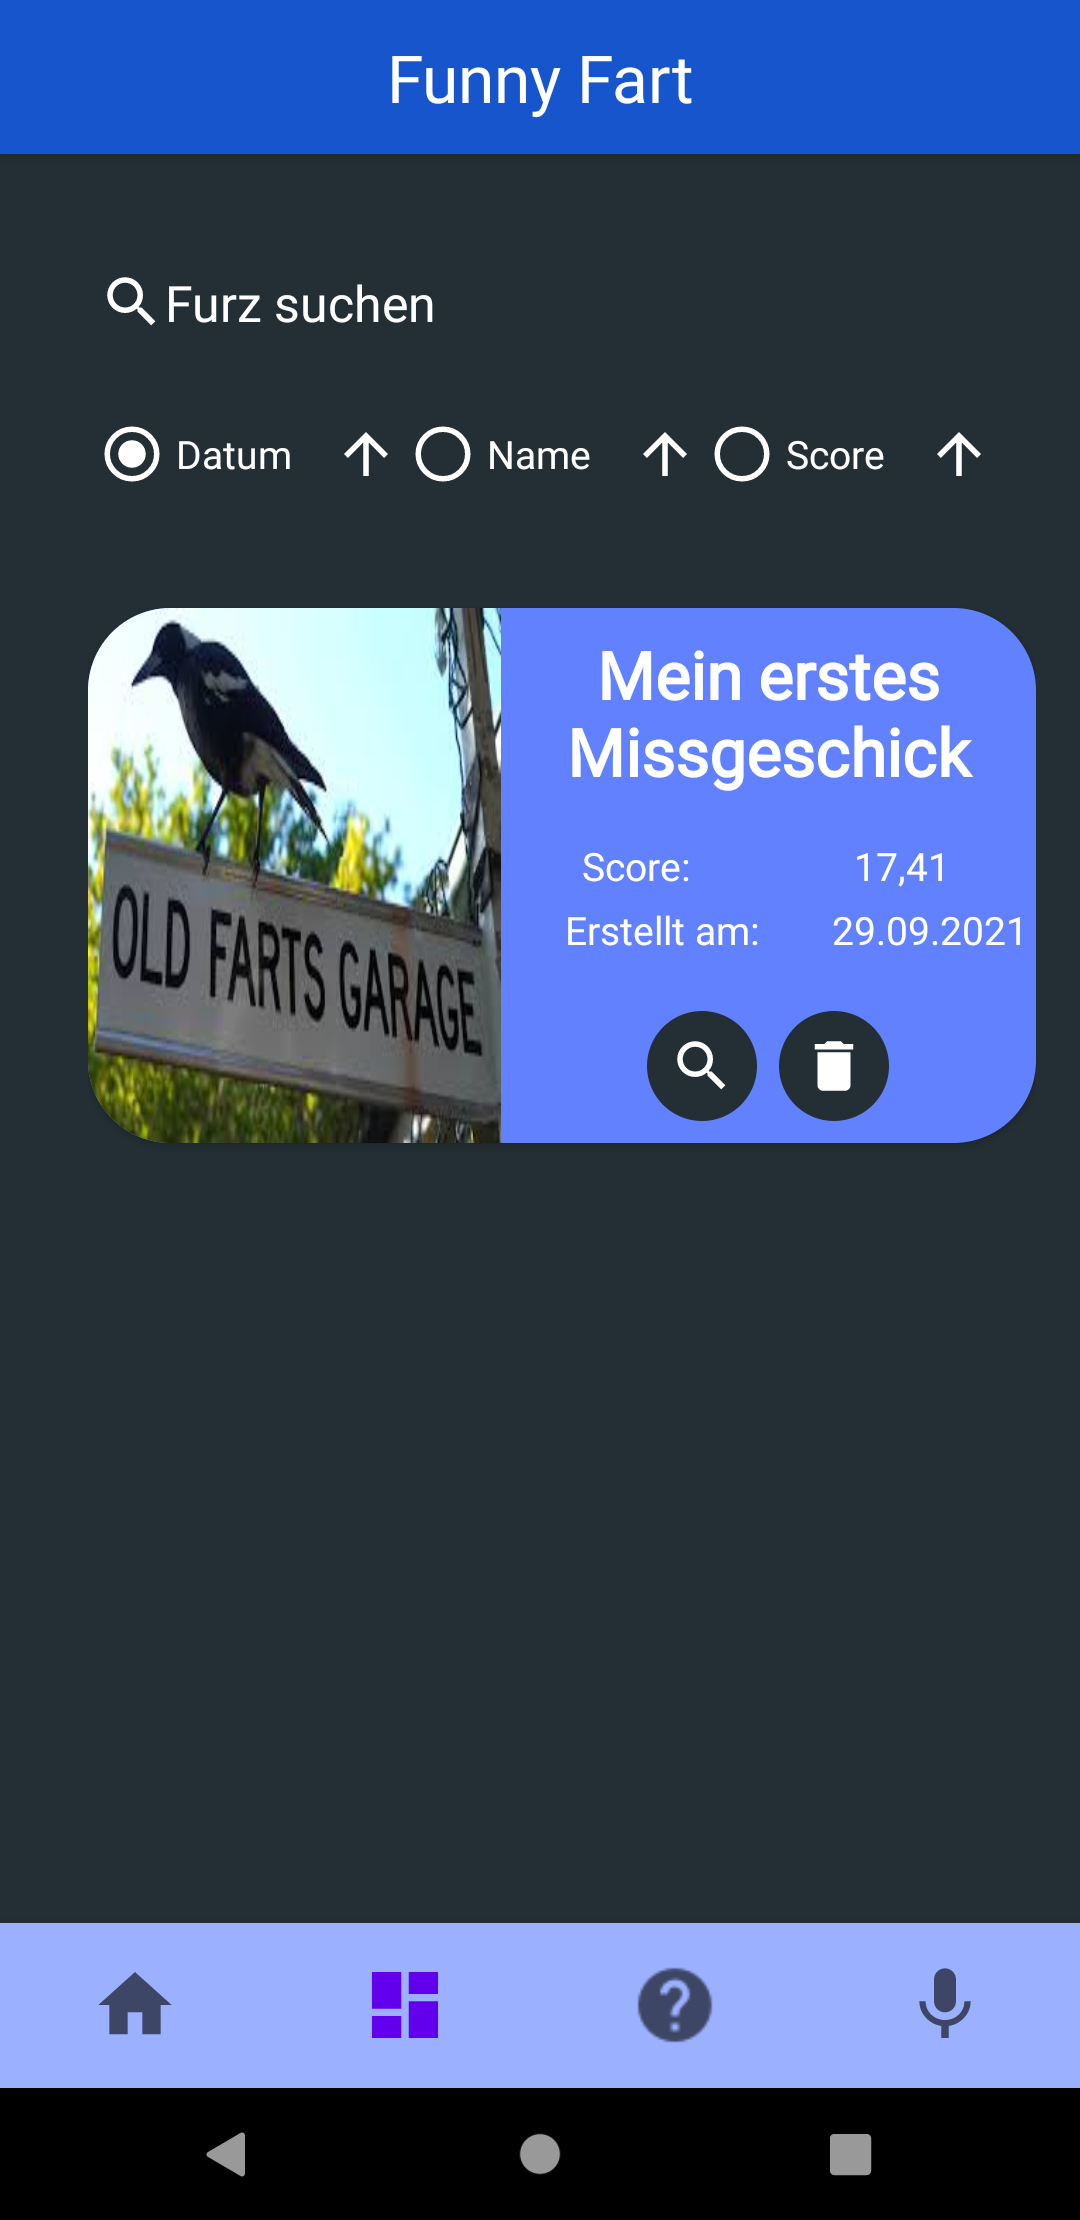 Funny Fart
Furz suchen
Datum Name Score
Mein erstes
Missgeschick
Score: 17,41
Erstellt am: 29.09.2021
OLD FARTS GARAGE